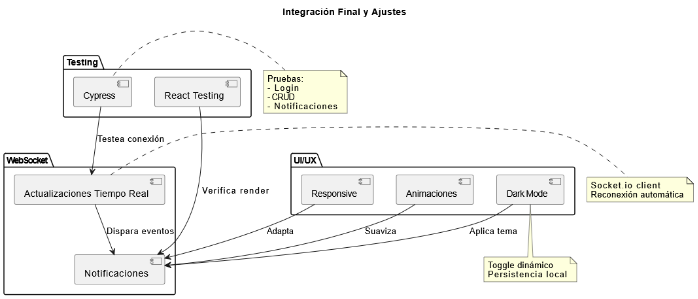 Integración Final y Ajustes
Testing
Cypress
React Testing
Pruebas:
- Login
- CRUD
- Notificaciones
Testea conexión
WebSocket
Actualizaciones Tiempo Real
Verifica render
UI/UX
Responsive
Animaciones
Dark Mode
Socket.io client
Reconexión automática
Dispara eventos
Adapta
Suaviza
Aplica tema
Notificaciones
Toggle dinámico
Persistencia local